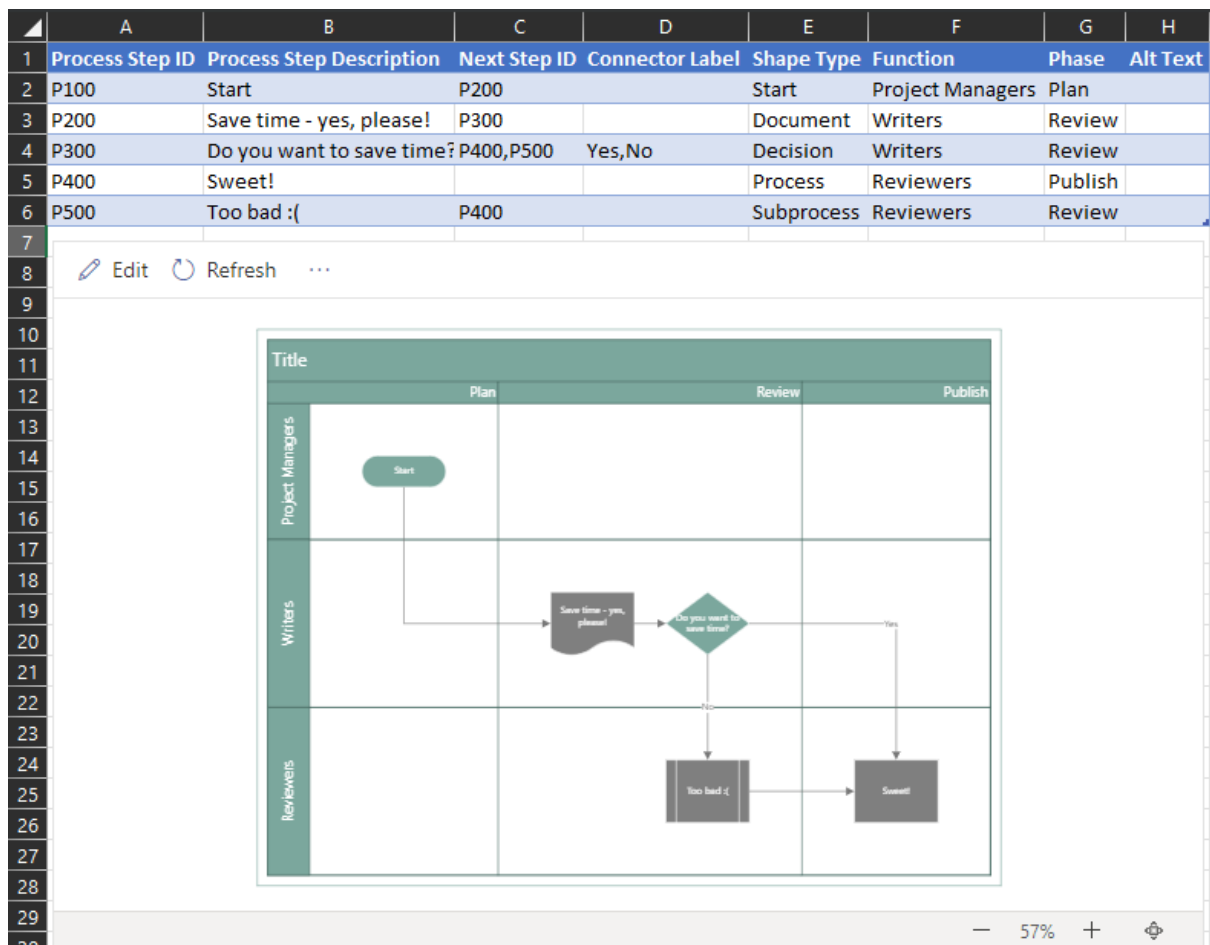 A B C D E F G H
1 Process Step ID Process Step Description Next Step ID Connector Label Shape Type Function Phase Alt Text
2 P100 Start P200 Start Project Managers Plan
3 P200 Save time - yes, please! P300 Document Writers Review
4 P300 Do you want to save time? P400,P500 Yes,No Decision Writers Review
5 P400 Sweet! Process Reviewers Publish
6 P500 Too bad :( P400 Subprocess Reviewers Review
7
8 Edit Refresh ...
9
10
11 Title
12 Plan Review Publish
13
14 Project Managers
15 Start
16
17
18
19 Save time - yes, Do you want to
20 Writers please! save time? Yes
21
22
23 No
24
25 Reviewers Too bad :( Sweet!
26
27
28
29
30 57%